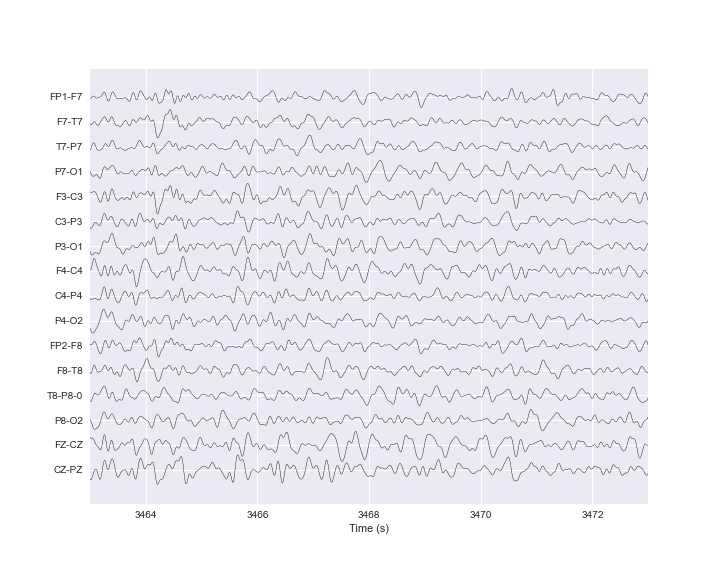 FP1-F7
F7-T7
T7-P7
P7-O1
F3-C3
C3-P3
P3-O1
F4-C4
C4-P4
P4-O2
FP2-F8
F8-T8
T8-P8-0
P8-O2
FZ-CZ
CZ-PZ
3464 3466 3468 3470 3472
Time (s)